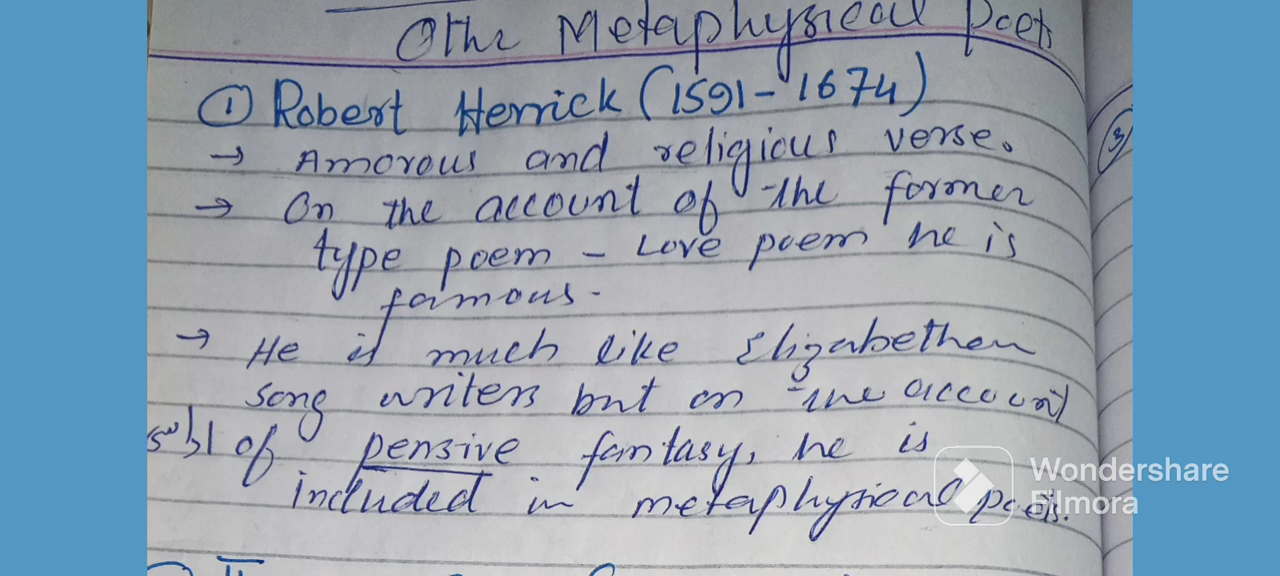 Othr Metaphysical Poets
① Robert Herrick (1591-1674)
→ Amorous and religious verse.
→ On the account of the former
type poem - Love poem he is
famous.
→ He is much like Elizabethan
song writers but on the account
of pensive fantasy, he is
included in metaphysical poets.
③
Wondershare
Filmora